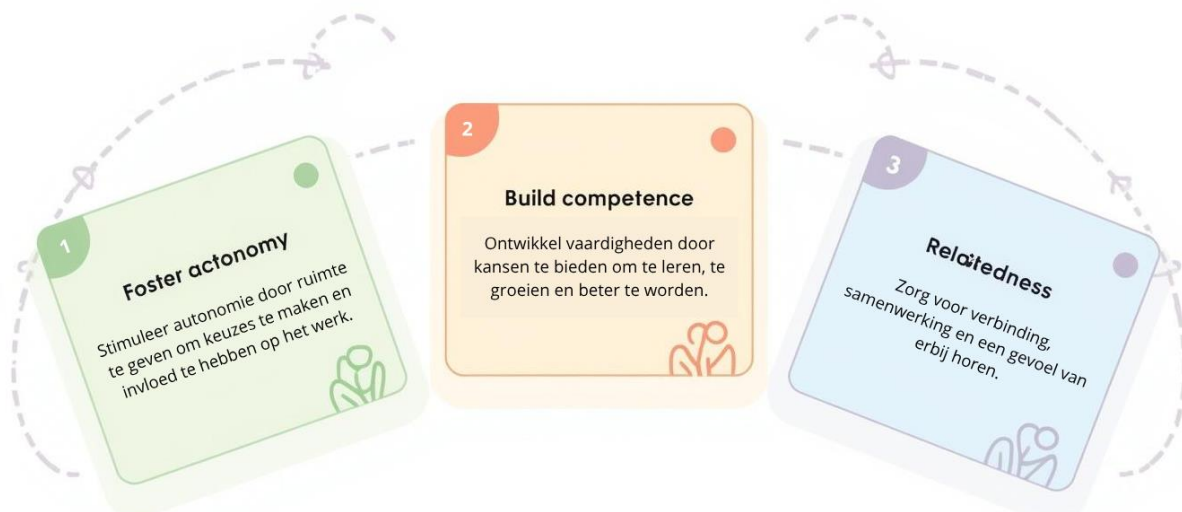 1
Foster actonomy
Stimuleer autonomie door ruimte
te geven om keuzes te maken en
invloed te hebben op het werk.
2
Build competence
Ontwikkel vaardigheden door
kansen te bieden om te leren, te
groeien en beter te worden.
3
Relatedness
Zorg voor verbinding,
samenwerking en een gevoel van
erbij horen.